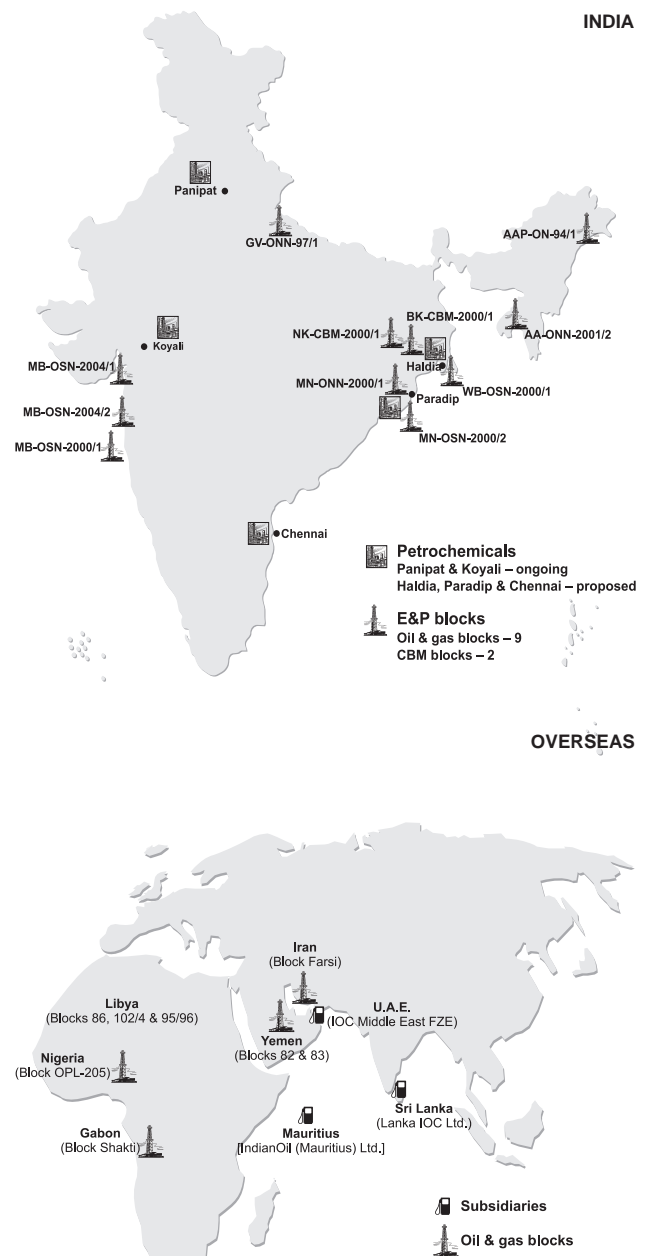 INDIA
Panipat
GV-ONN-97/1
AAP-ON-94/1
Koyali
NK-CBM-2000/1
BK-CBM-2000/1
AA-ONN-2001/2
MB-OSN-2004/1
Haldia
MN-ONN-2000/1
WB-OSN-2000/1
Paradip
MB-OSN-2004/2
MN-OSN-2000/2
MB-OSN-2000/1
Chennai
Petrochemicals
Panipat & Koyali – ongoing
Haldia, Paradip & Chennai – proposed
E&P blocks
Oil & gas blocks – 9
CBM blocks – 2
OVERSEAS
Iran
(Block Farsi)
Libya
(Blocks 86, 102/4 & 95/96)
U.A.E.
(IOC Middle East FZE)
Yemen
(Blocks 82 & 83)
Nigeria
(Block OPL-205)
Sri Lanka
(Lanka IOC Ltd.)
Gabon
(Block Shakti)
Mauritius
[IndianOil (Mauritius) Ltd.]
Subsidiaries
Oil & gas blocks